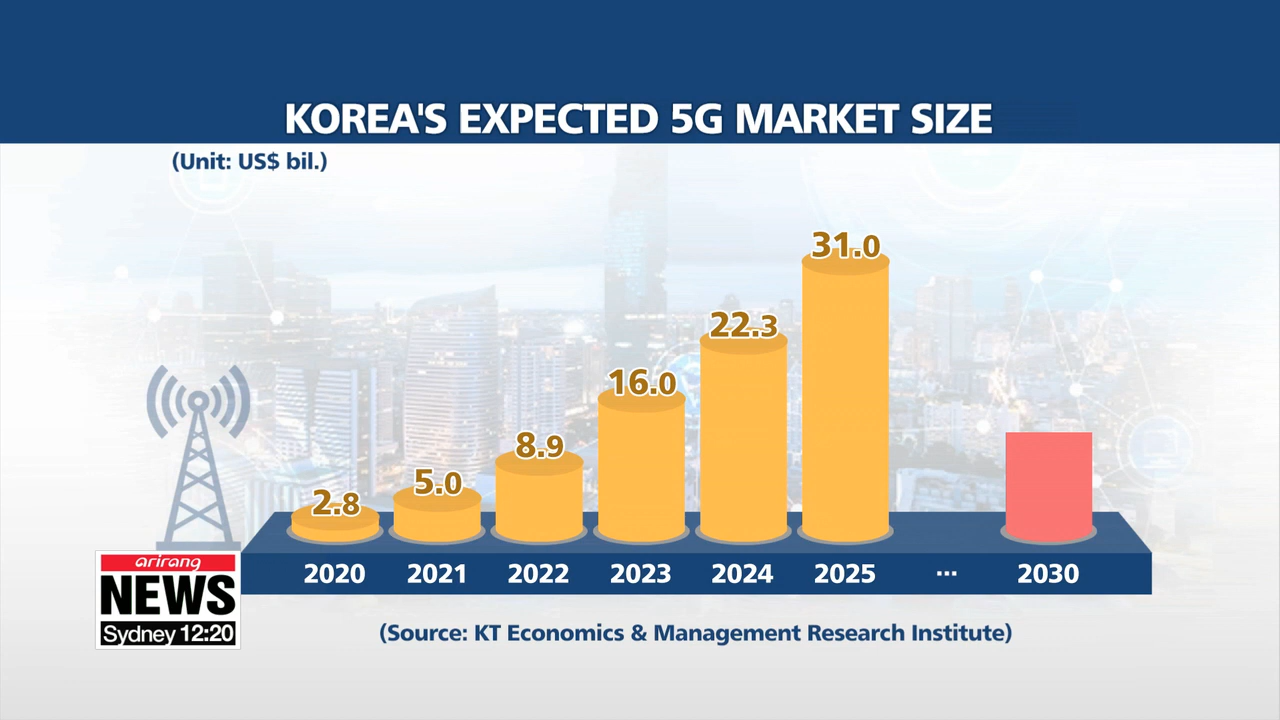 KOREA'S EXPECTED 5G MARKET SIZE
(Unit: US$ bil.)
2.8
5.0
8.9
16.0
22.3
31.0
2020 2021 2022 2023 2024 2025 ... 2030
(Source: KT Economics & Management Research Institute)
arirang
NEWS
Sydney 12:20